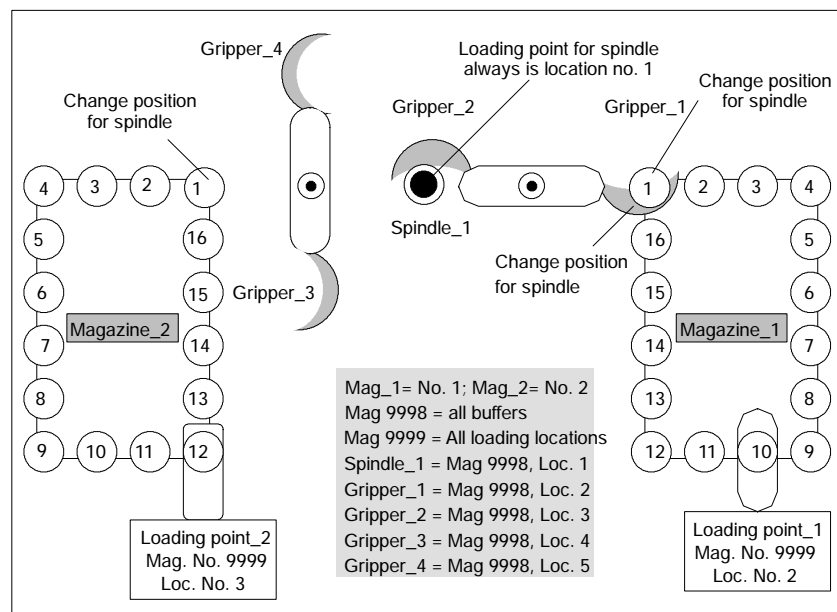 Gripper_4
Loading point for spindle
always is location no. 1
Change position
for spindle
Gripper_2
Gripper_1
Change position
for spindle
4
3
2
1
5
16
6
15
Magazine_2
7
14
8
13
9
10
11
12
Gripper_3
Spindle_1
Change position
for spindle
1
2
3
4
16
5
15
6
Magazine_1
14
7
13
8
12
11
10
9
Mag_1= No. 1; Mag_2= No. 2
Mag 9998 = all buffers
Mag 9999 = All loading locations
Spindle_1 = Mag 9998, Loc. 1
Gripper_1 = Mag 9998, Loc. 2
Gripper_2 = Mag 9998, Loc. 3
Gripper_3 = Mag 9998, Loc. 4
Gripper_4 = Mag 9998, Loc. 5
Loading point_2
Mag. No. 9999
Loc. No. 3
Loading point_1
Mag. No. 9999
Loc. No. 2